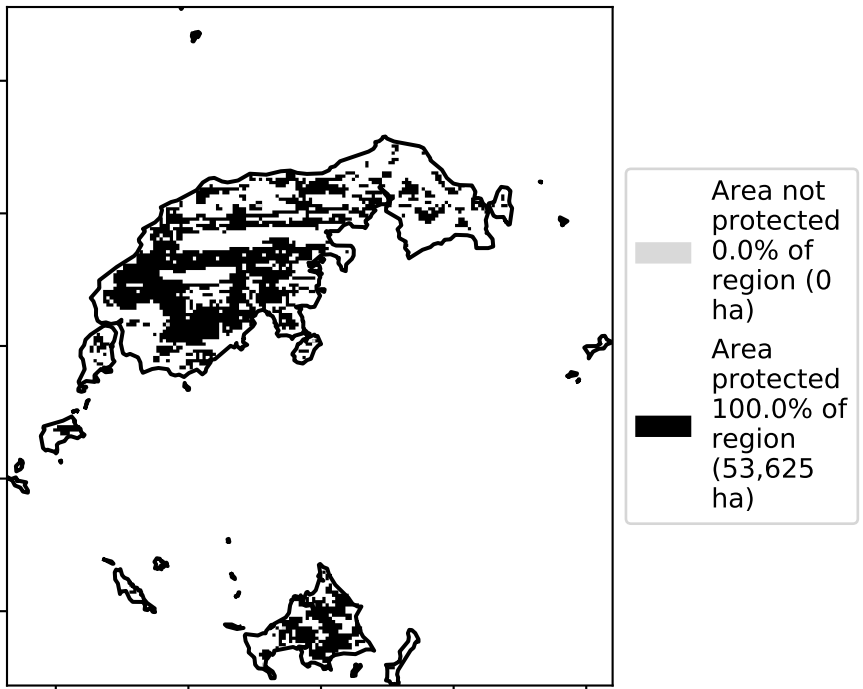 Area not
protected
0.0% of
region (0
ha)
Area
protected
100.0% of
region
(53,625
ha)